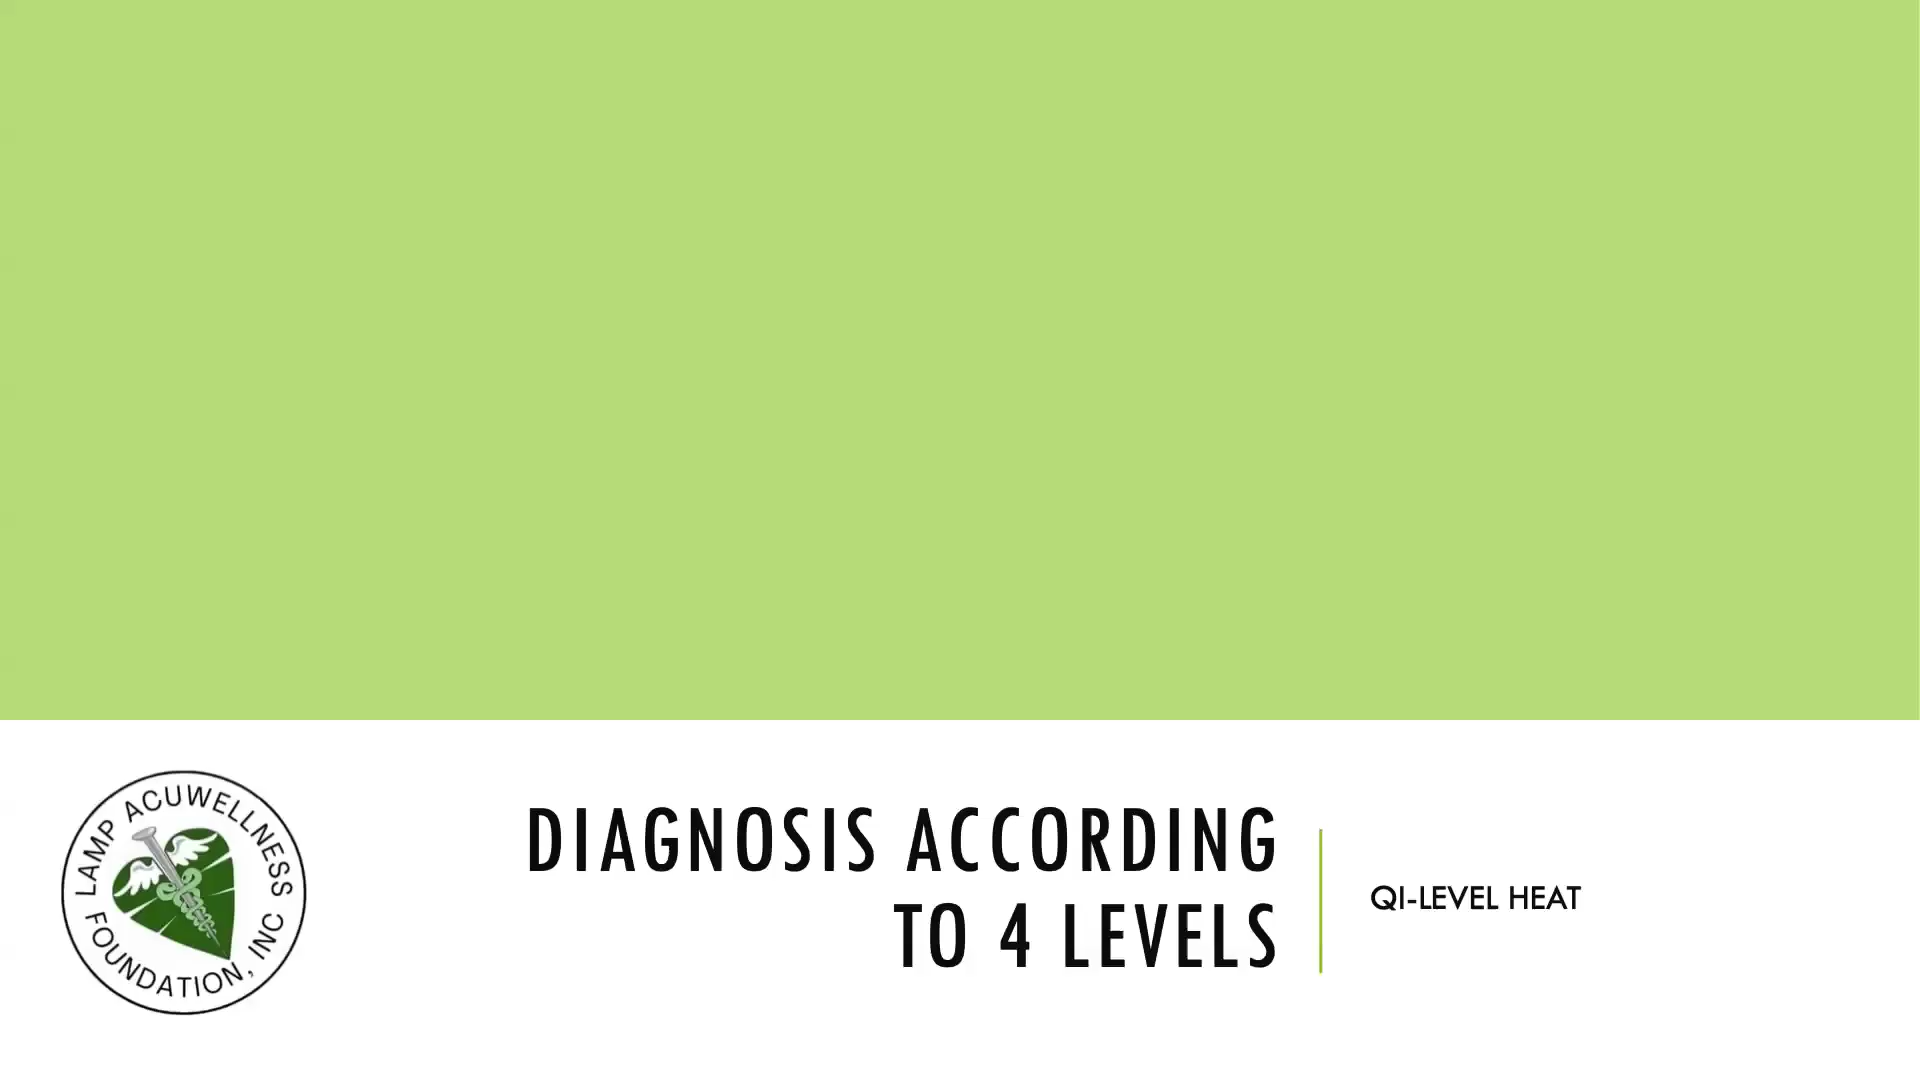 LAMP ACUWELLNESS
FOUNDATION, INC
DIAGNOSIS ACCORDING
TO 4 LEVELS
QI-LEVEL HEAT